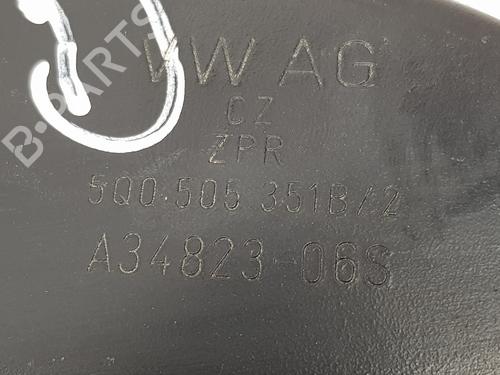 VW AG
CZ
ZPR
5Q0.505 351B/2
A34823-06S
B-PARTS